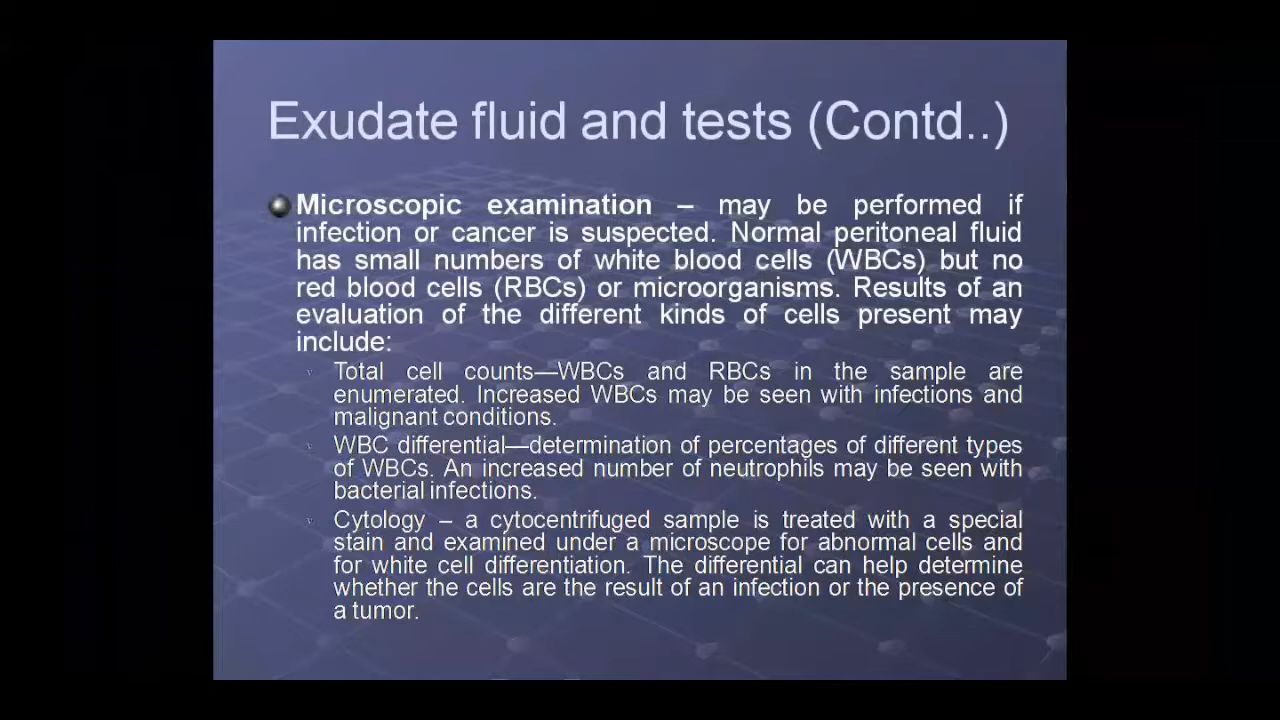 Exudate fluid and tests (Contd..)
Microscopic examination – may be performed if
infection or cancer is suspected. Normal peritoneal fluid
has small numbers of white blood cells (WBCs) but no
red blood cells (RBCs) or microorganisms. Results of an
evaluation of the different kinds of cells present may
include:
Total cell counts—WBCs and RBCs in the sample are
enumerated. Increased WBCs may be seen with infections and
malignant conditions.
WBC differential—determination of percentages of different types
of WBCs. An increased number of neutrophils may be seen with
bacterial infections.
Cytology – a cytocentrifuged sample is treated with a special
stain and examined under a microscope for abnormal cells and
for white cell differentiation. The differential can help determine
whether the cells are the result of an infection or the presence of
a tumor.